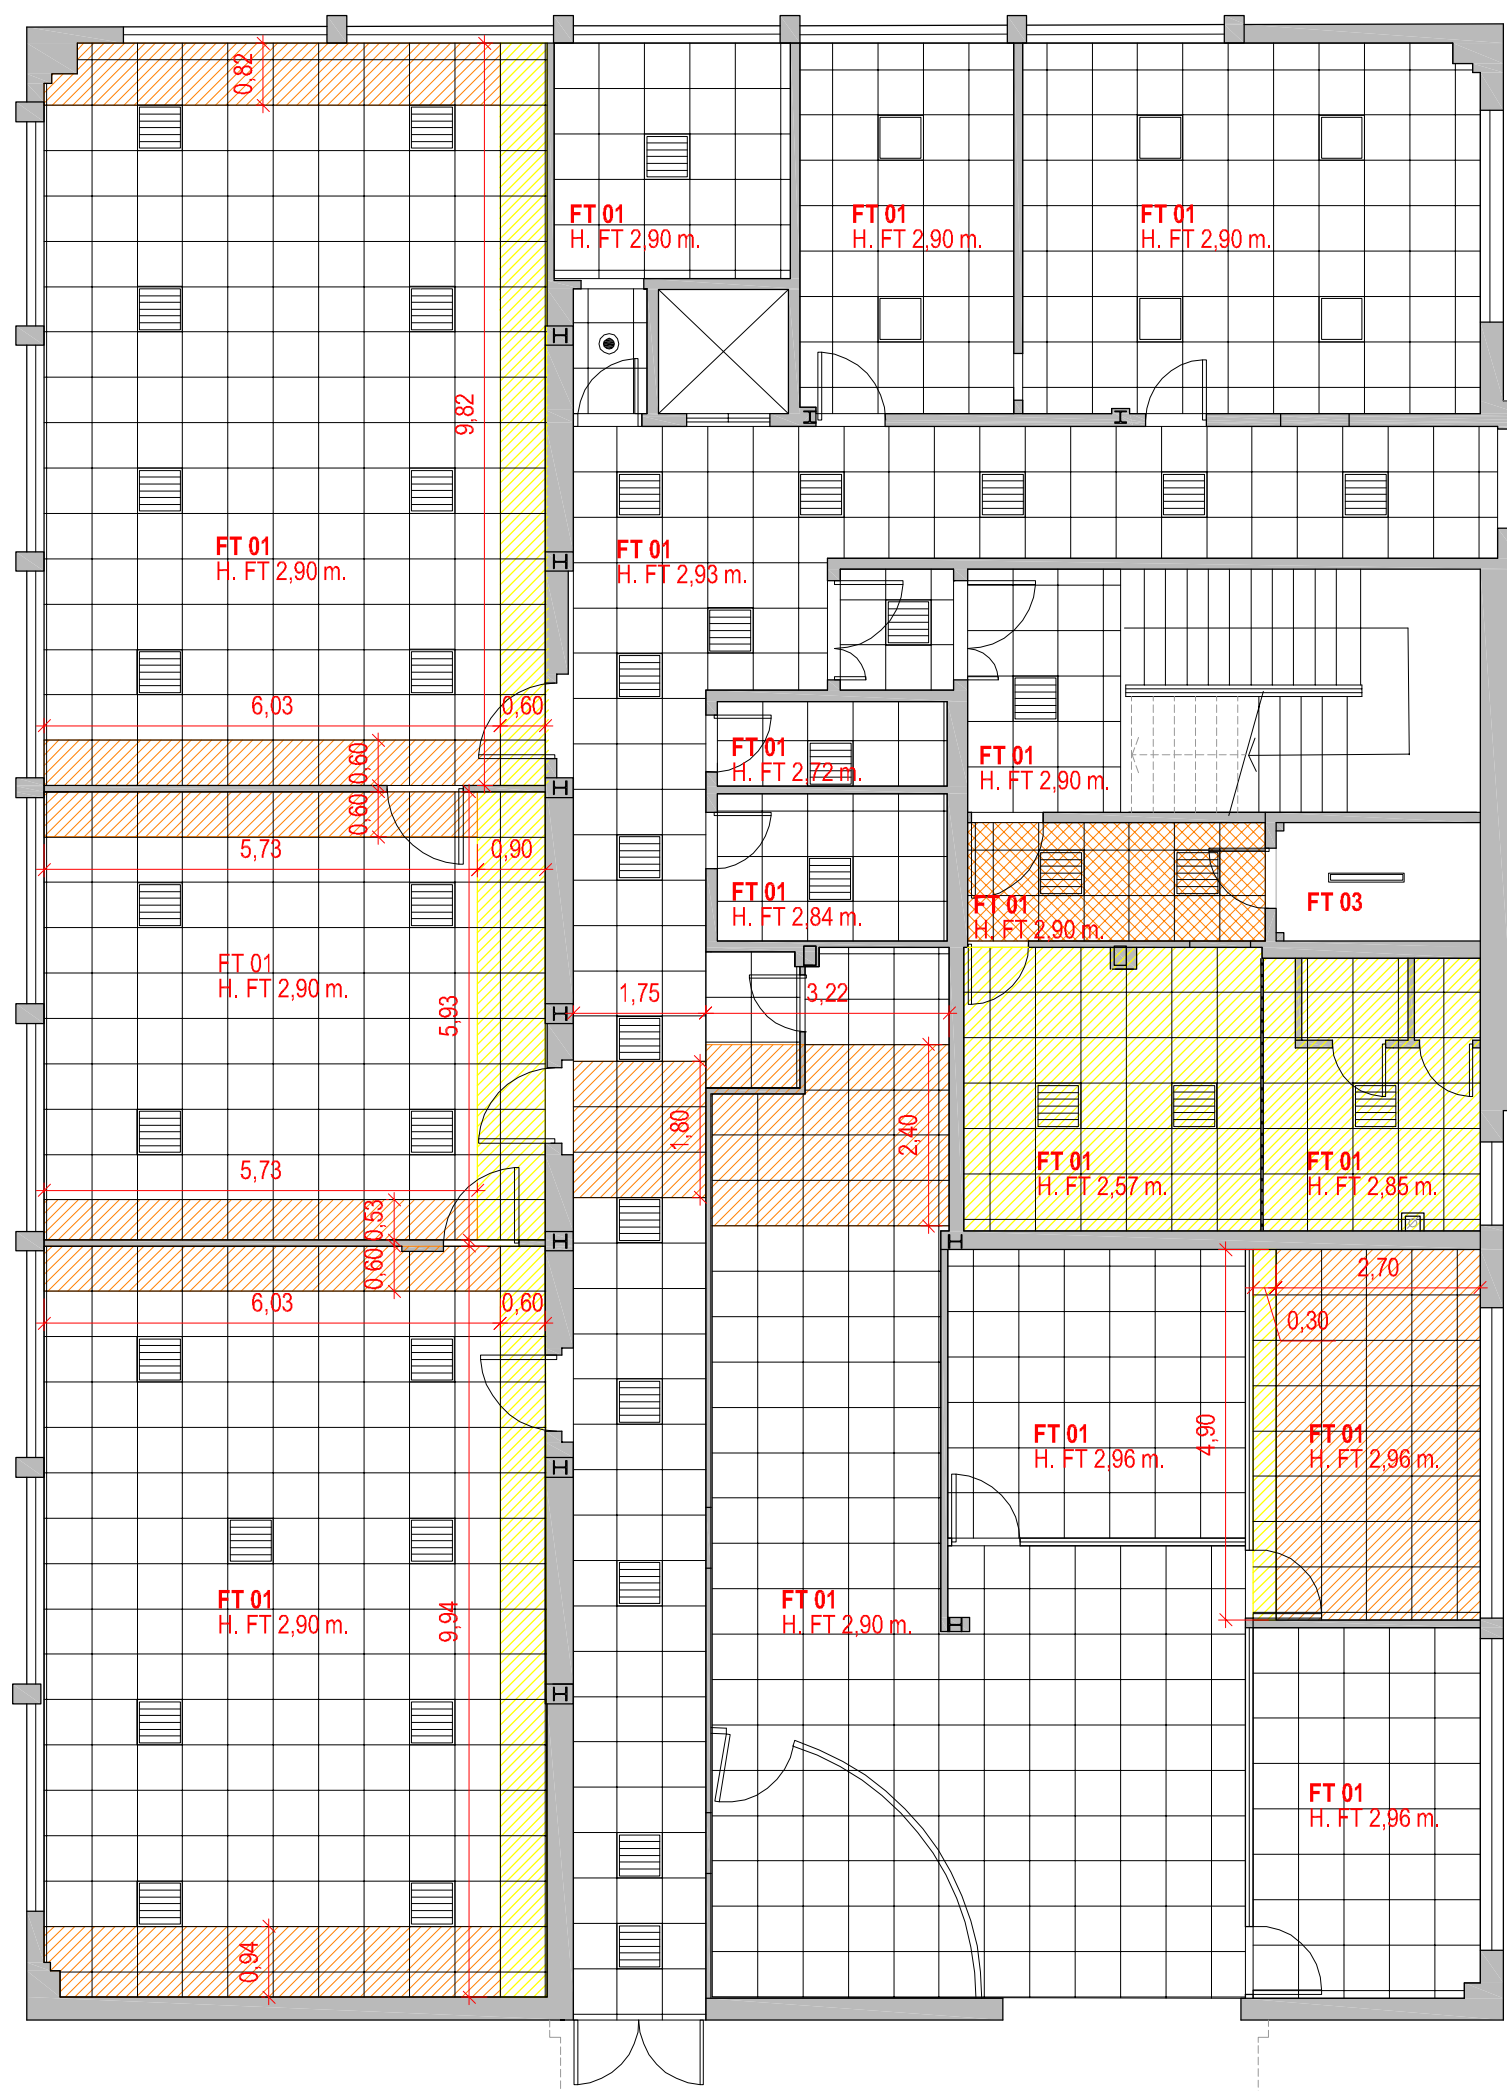 0,82
FT 01
H. FT 2,90 m.
FT 01
H. FT 2,90 m.
FT 01
H. FT 2,90 m.
9,82
FT 01
H. FT 2,90 m.
FT 01
H. FT 2,93 m.
6,03
0,60
FT 01
H. FT 2,72 m.
FT 01
H. FT 2,90 m.
0,60
0,60
5,73
0,90
FT 01
H. FT 2,84 m.
FT 01
H. FT 2,90 m.
FT 03
FT 01
H. FT 2,90 m.
5,93
1,75
3,22
1,80
2,40
5,73
FT 01
H. FT 2,57 m.
FT 01
H. FT 2,85 m.
0,53
0,60
6,03
0,60
2,70
0,30
4,90
FT 01
H. FT 2,96 m.
FT 01
H. FT 2,96 m.
FT 01
H. FT 2,90 m.
9,94
FT 01
H. FT 2,90 m.
FT 01
H. FT 2,96 m.
0,94